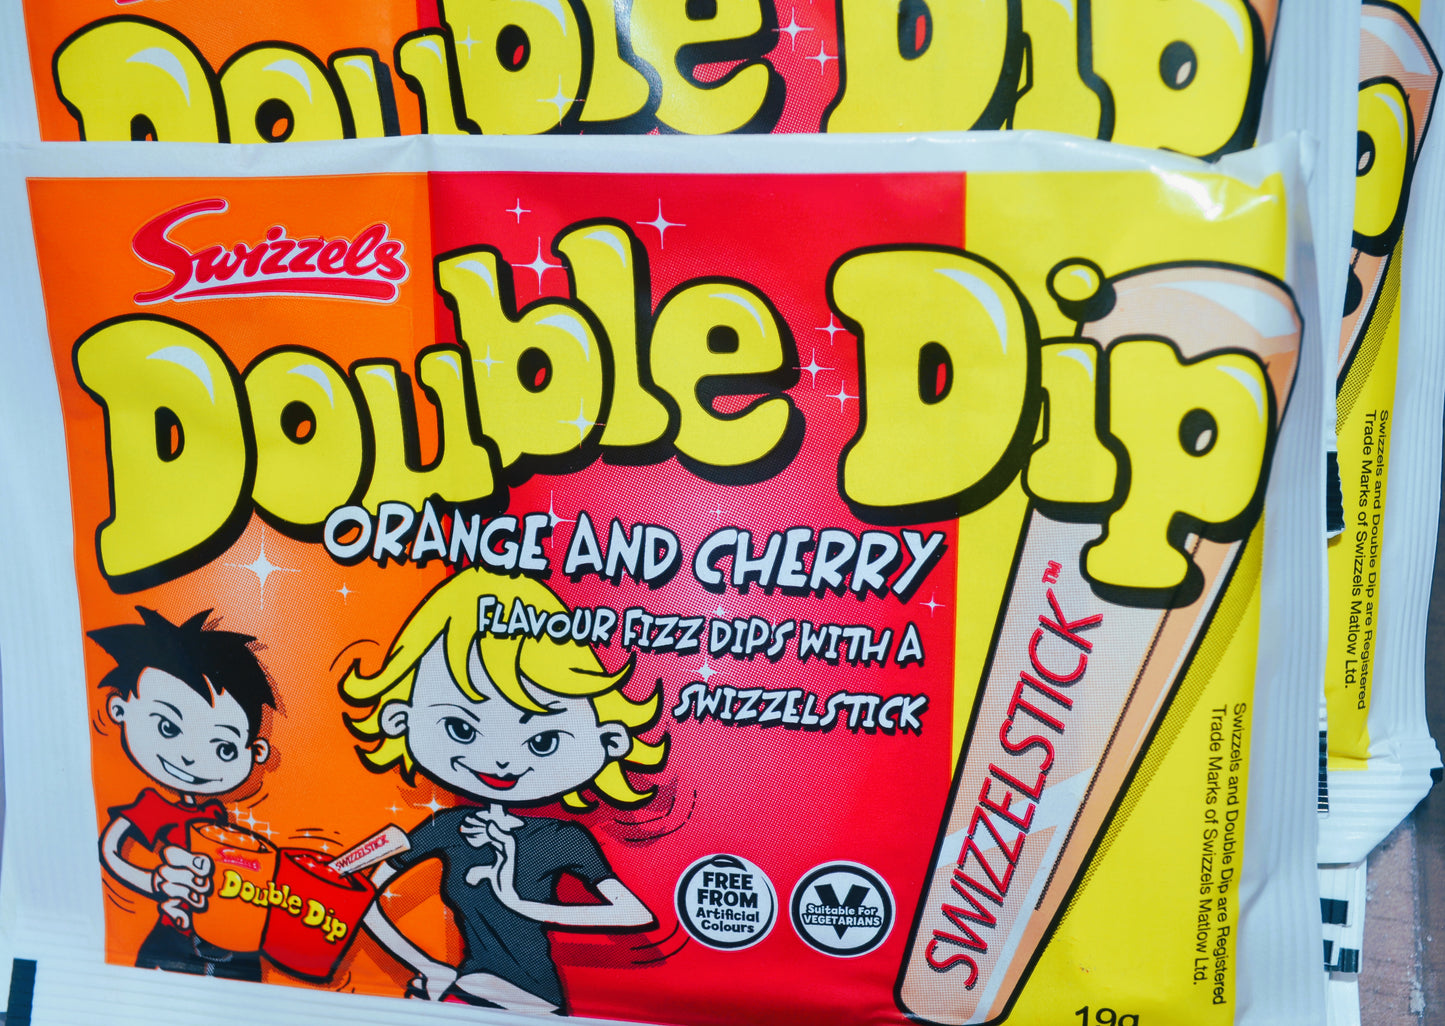 Double Dip
Swizzels
Double Dip
ORANGE AND CHERRY
FLAVOUR FIZZ DIPS WITH A
SWIZZELSTICK
SWIZZELSTICK™
Swizzels and Double Dip are Registered
Trade Marks of Swizzels Matlow Ltd.
SWIZZELSTICK
Swizzels
Double Dip
FREE
FROM
Artificial
Colours
Suitable For
VEGETARIANS
19g
Swizzels and Double Dip are Registered
Trade Marks of Swizzels Matlow Ltd.